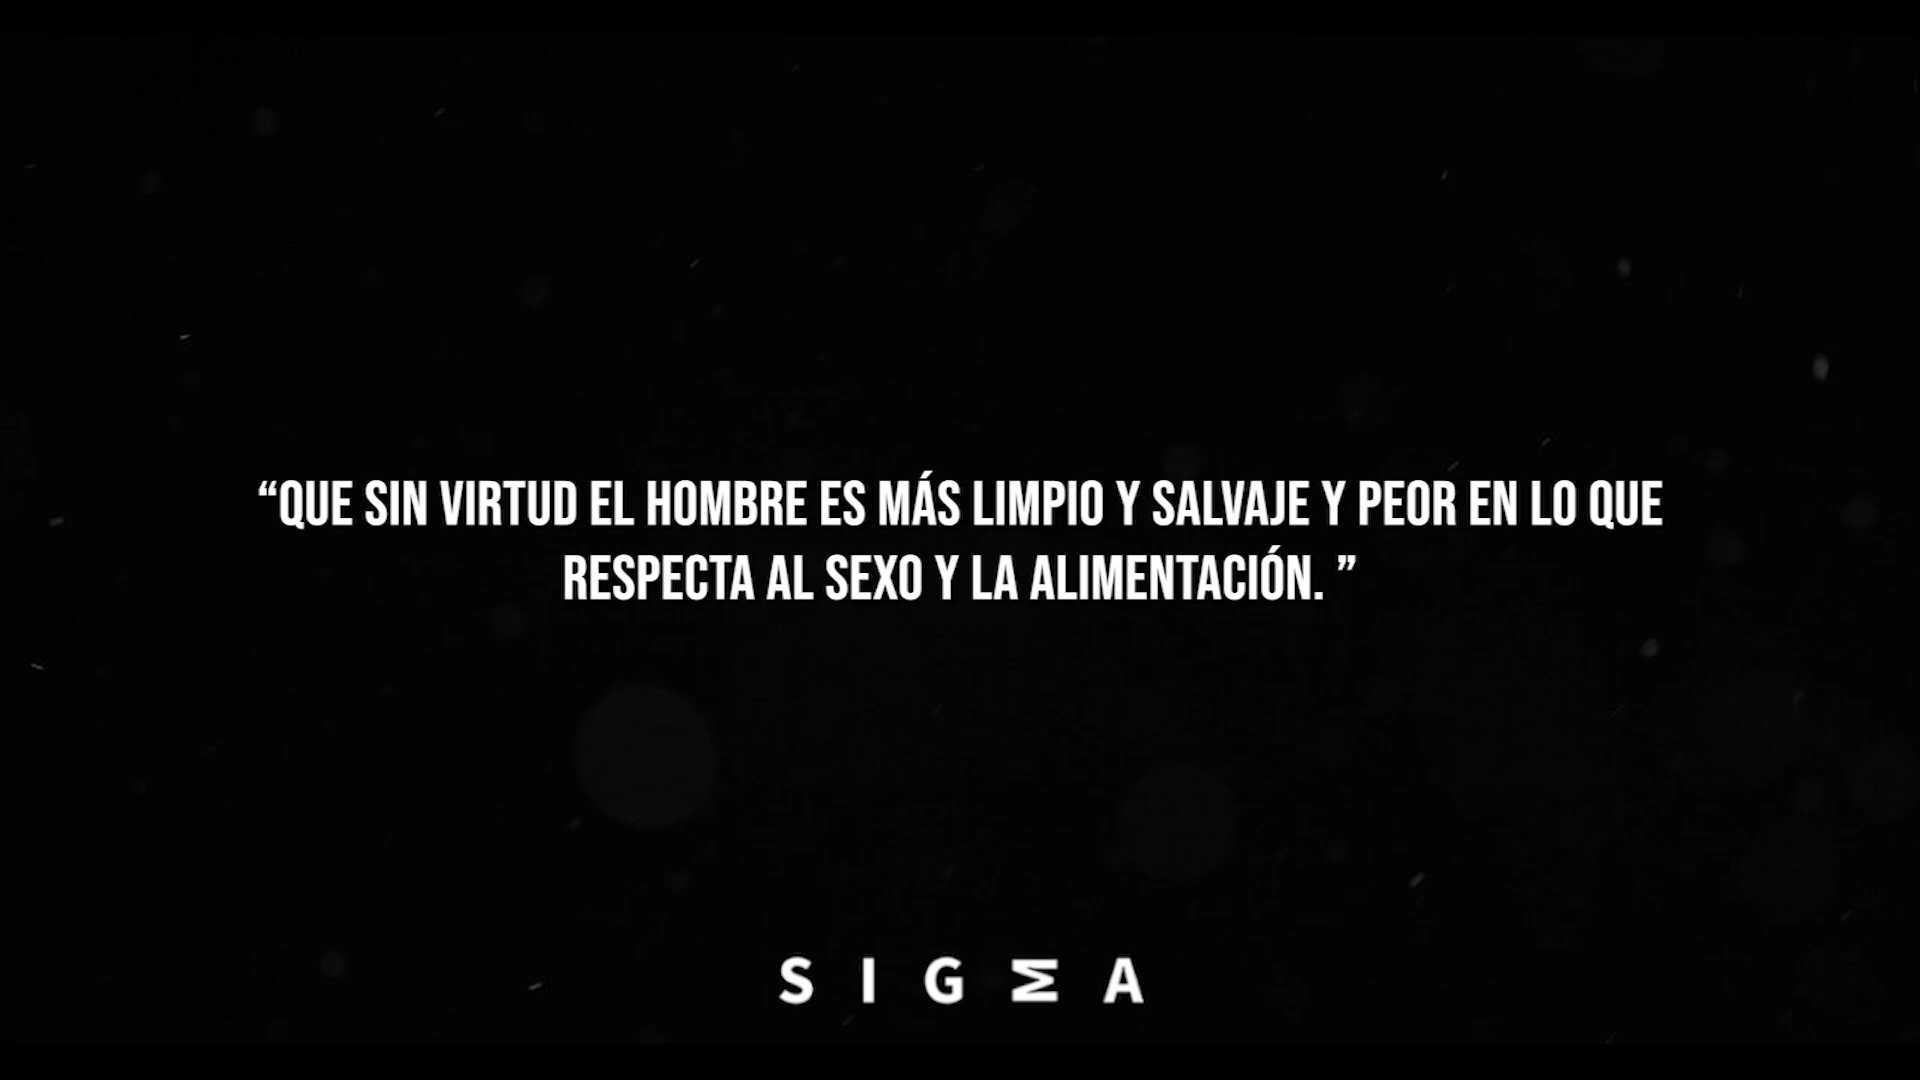 “QUE SIN VIRTUD EL HOMBRE ES MÁS LIMPIO Y SALVAJE Y PEOR EN LO QUE
RESPECTA AL SEXO Y LA ALIMENTACIÓN. ”
SIGMA